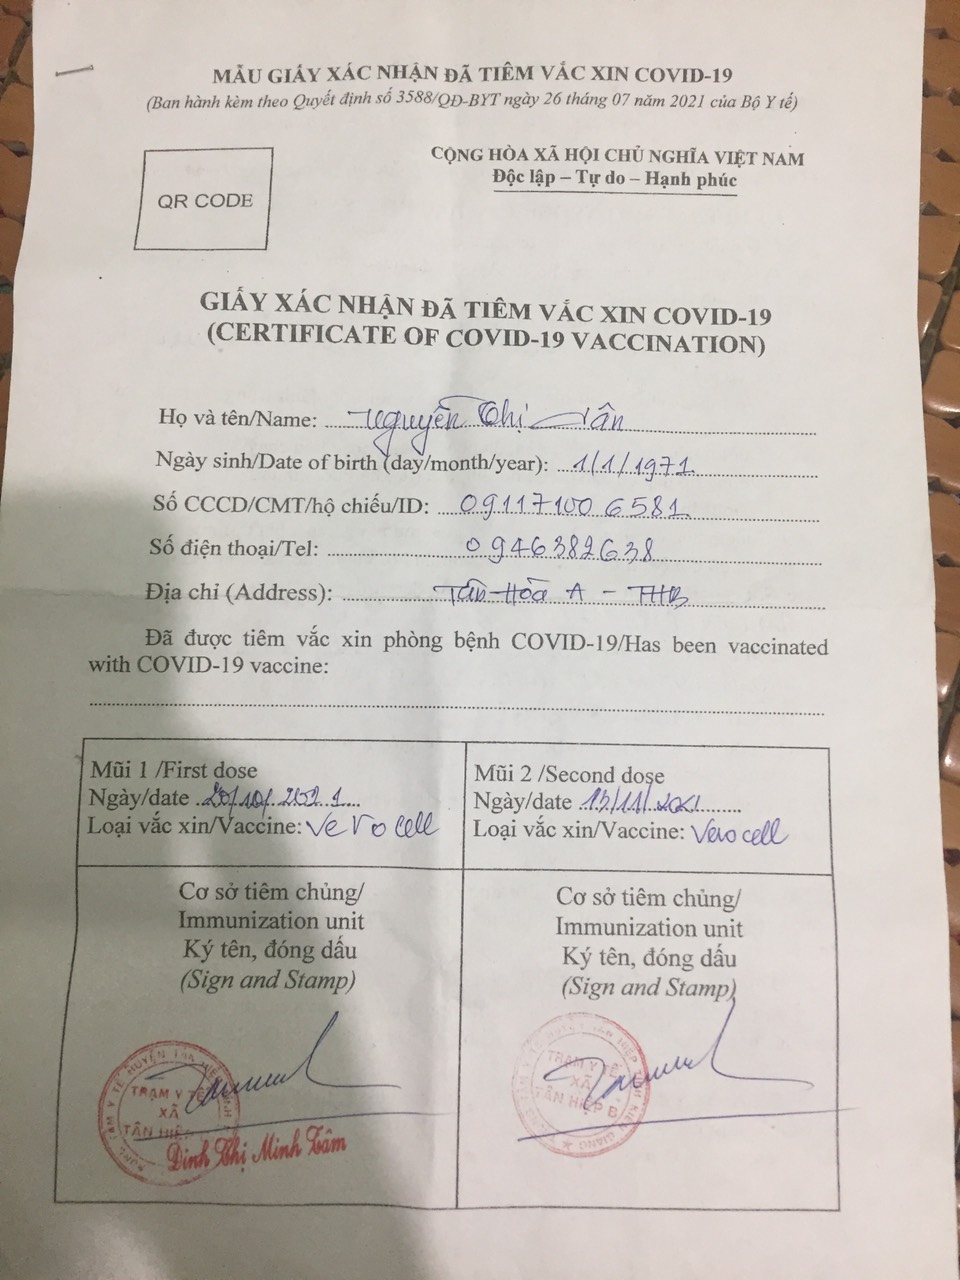 MẪU GIẤY XÁC NHẬN ĐÃ TIÊM VẮC XIN COVID-19
(Ban hành kèm theo Quyết định số 3588/QĐ-BYT ngày 26 tháng 07 năm 2021 của Bộ Y tế)
QR CODE
CỘNG HÒA XÃ HỘI CHỦ NGHĨA VIỆT NAM
Độc lập – Tự do – Hạnh phúc
GIẤY XÁC NHẬN ĐÃ TIÊM VẮC XIN COVID-19
(CERTIFICATE OF COVID-19 VACCINATION)
Họ và tên/Name: Nguyễn Thị Vân
Ngày sinh/Date of birth (day/month/year): 1/1/1971
Số CCCD/CMT/hộ chiếu/ID: 091171006581
Số điện thoại/Tel: 0946382638
Địa chỉ (Address): Tân Hòa A - THB
Đã được tiêm vắc xin phòng bệnh COVID-19/Has been vaccinated
with COVID-19 vaccine:
Mũi 1 /First dose
Ngày/date 20/10/2021
Loại vắc xin/Vaccine: Vero cell
Mũi 2 /Second dose
Ngày/date 13/11/2021
Loại vắc xin/Vaccine: Vero cell
Cơ sở tiêm chủng/
Immunization unit
Ký tên, đóng dấu
(Sign and Stamp)
Cơ sở tiêm chủng/
Immunization unit
Ký tên, đóng dấu
(Sign and Stamp)
TRẠM Y TẾ
XÃ
TÂN HIỆP
Đinh Thị Minh Tâm
TRẠM Y TẾ
XÃ
TÂN HIỆP B